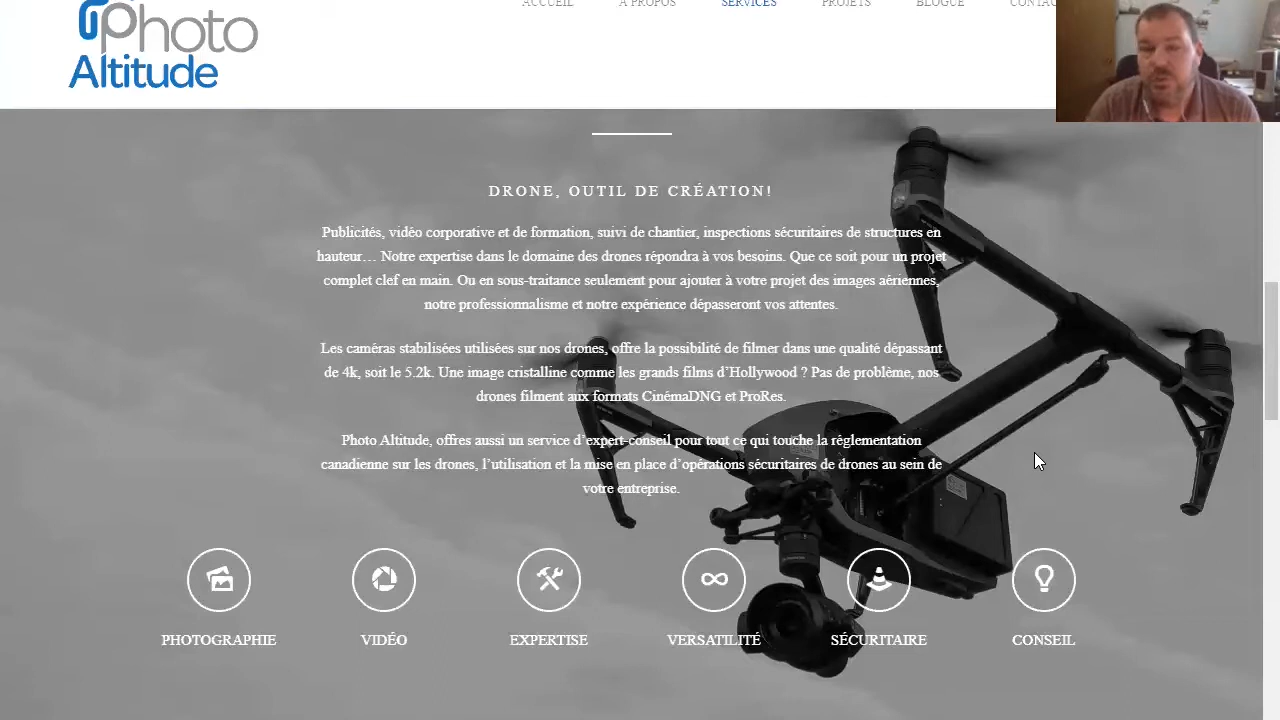 ACCUEIL
À PROPOS
SERVICES
PROJETS
BLOGUE
Photo
Altitude
DRONE, OUTIL DE CRÉATION!
Publicités, vidéo corporative et de formation, suivi de chantier, inspections sécuritaires de structures en
hauteur… Notre expertise dans le domaine des drones répondra à vos besoins. Que ce soit pour un projet
complet clef en main. Ou en sous-traitance seulement pour ajouter à votre projet des images aériennes,
notre professionnalisme et notre expérience dépasseront vos attentes.
Les caméras stabilisées utilisées sur nos drones, offre la possibilité de filmer dans une qualité dépassant
de 4k, soit le 5.2k. Une image cristalline comme les grands films d’Hollywood ? Pas de problème, nos
drones filment aux formats CinémaDNG et ProRes.
Photo Altitude, offres aussi un service d’expert-conseil pour tout ce qui touche la réglementation
canadienne sur les drones, l’utilisation et la mise en place d’opérations sécuritaires de drones au sein de
votre entreprise.
PHOTOGRAPHIE
VIDÉO
EXPERTISE
VERSATILITÉ
SÉCURITAIRE
CONSEIL